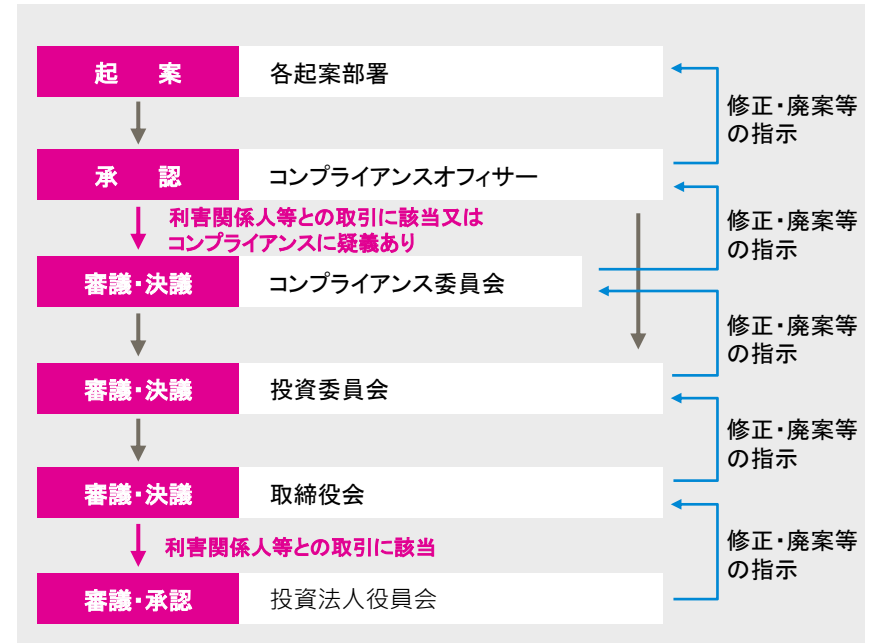 起　案　各起案部署
修正・廃案等
の指示
承　認　コンプライアンスオフィサー
利害関係人等との取引に該当又は
コンプライアンスに疑義あり
修正・廃案等
の指示
審議・決議　コンプライアンス委員会
修正・廃案等
の指示
審議・決議　投資委員会
修正・廃案等
の指示
審議・決議　取締役会
利害関係人等との取引に該当
修正・廃案等
の指示
審議・承認　投資法人役員会